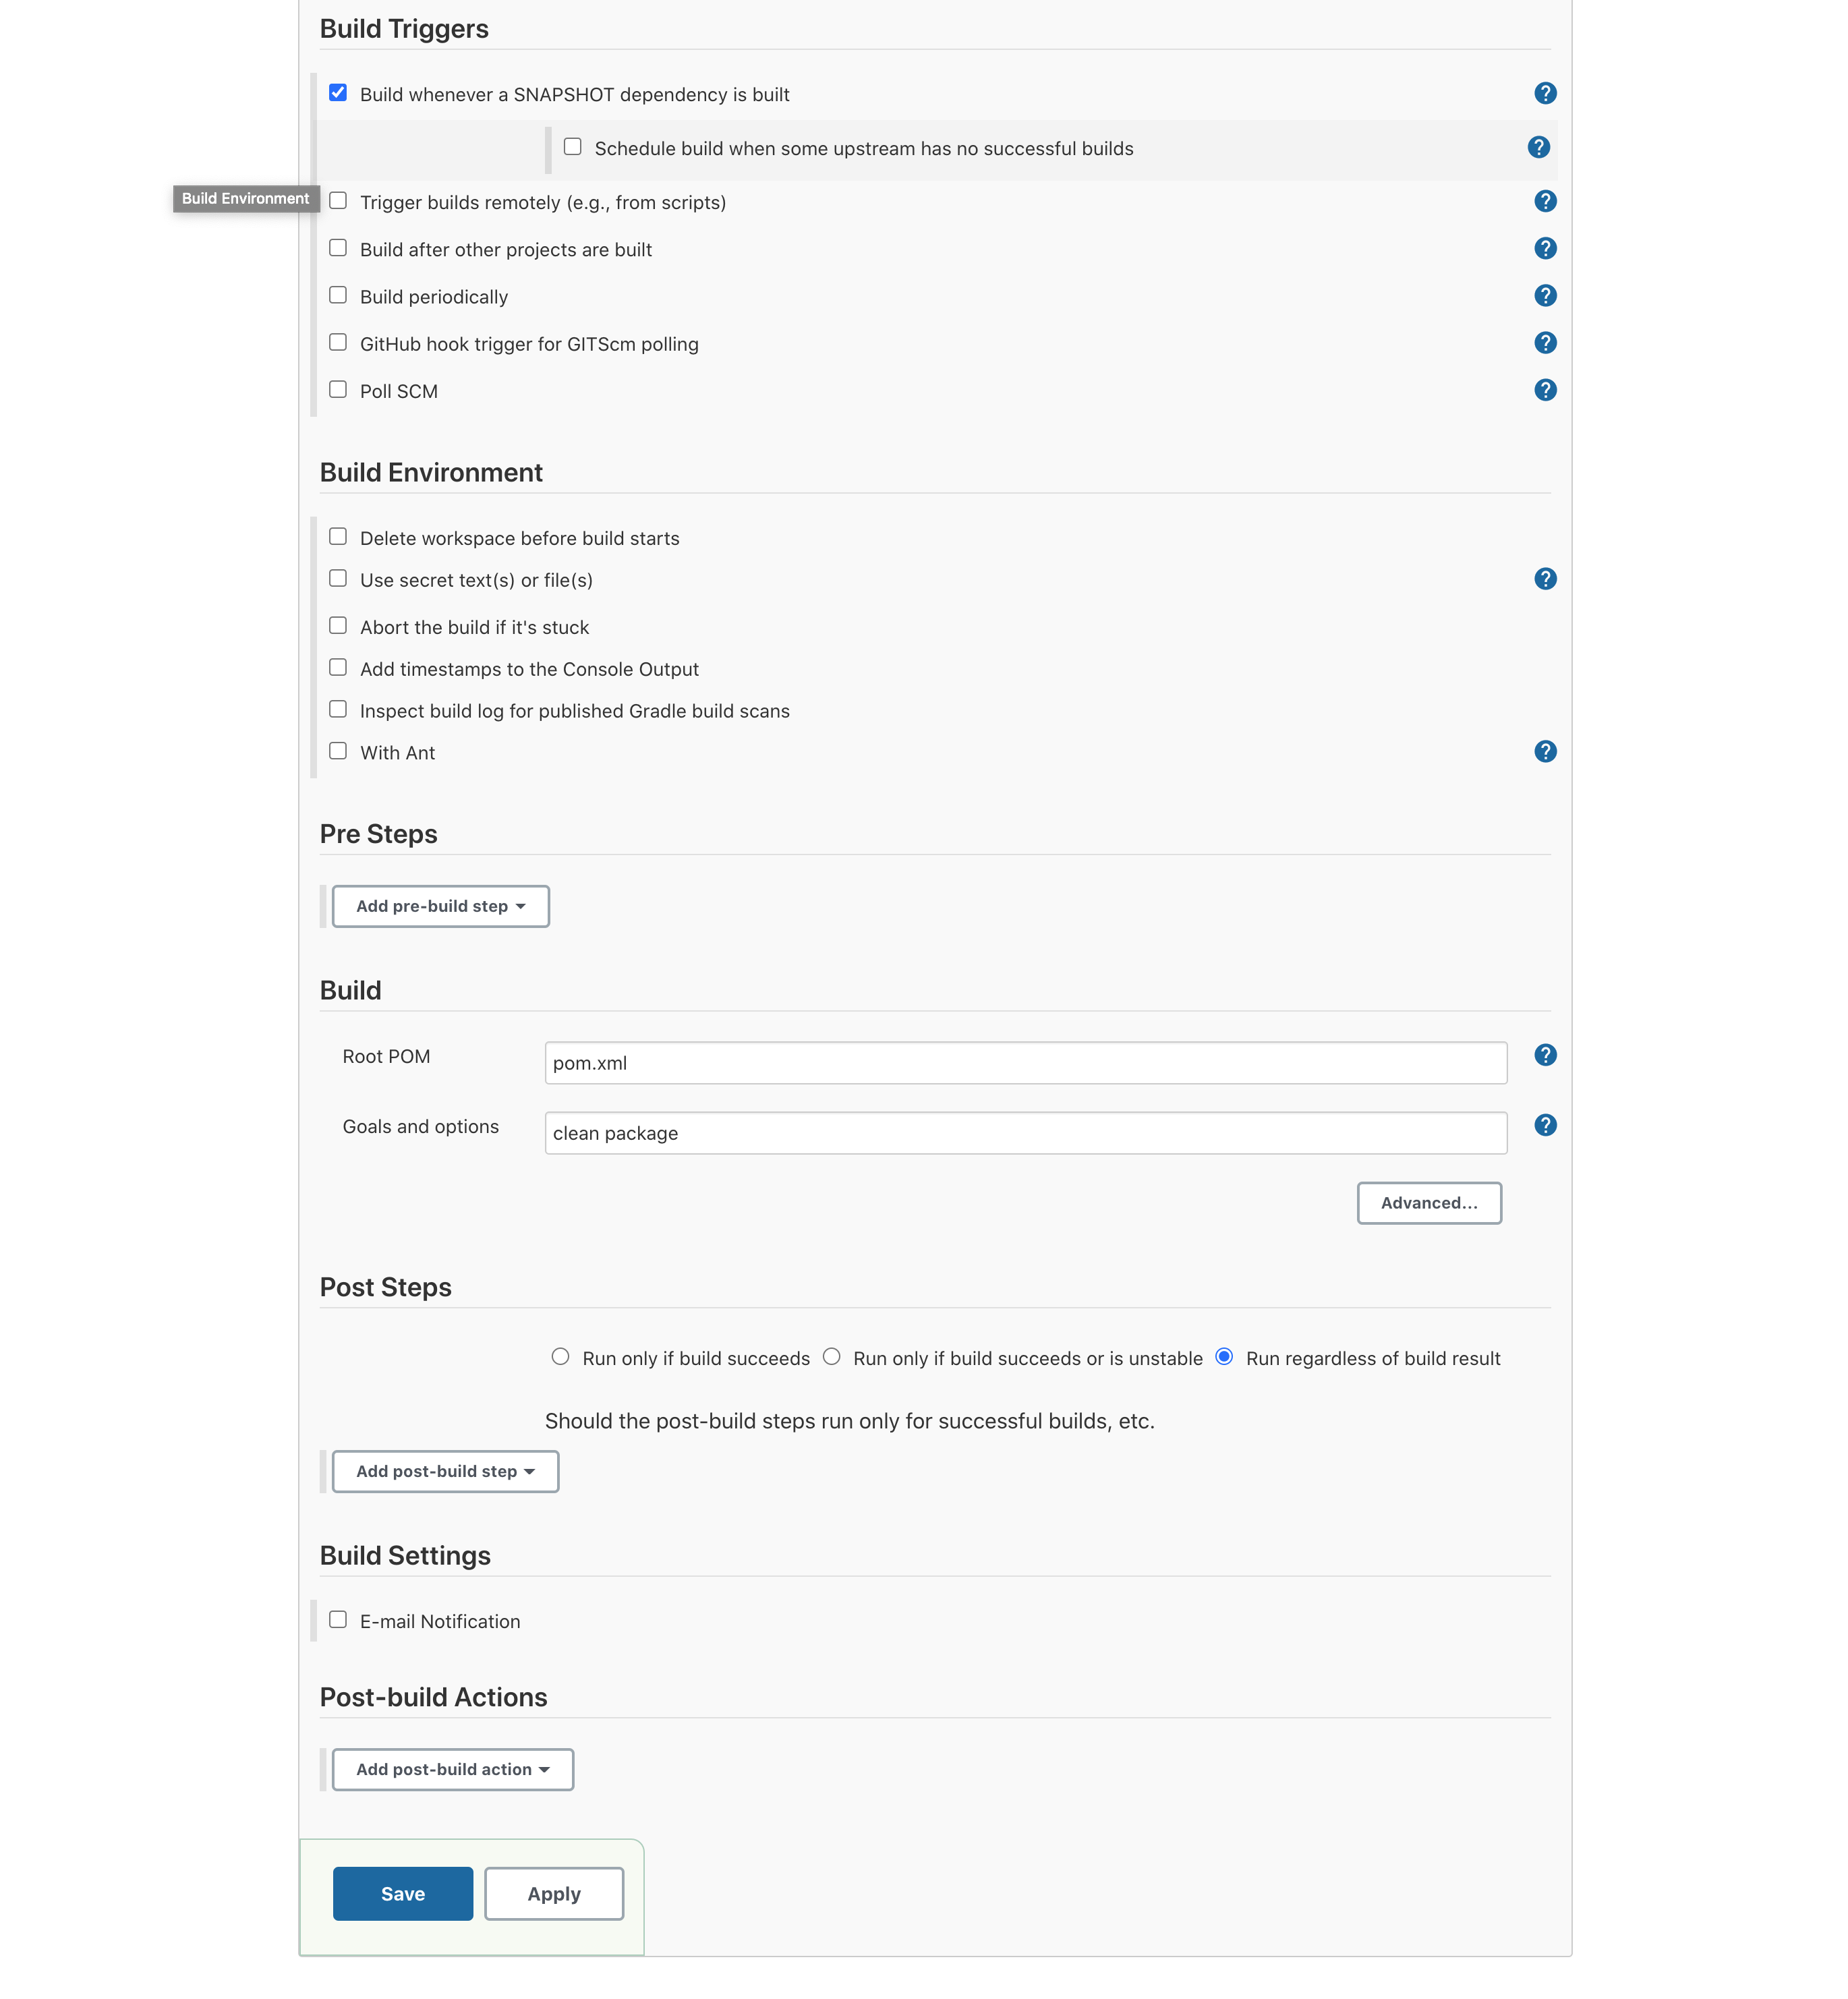 Build Triggers
Build whenever a SNAPSHOT dependency is built
?
Schedule build when some upstream has no successful builds
?
Build Environment
Trigger builds remotely (e.g., from scripts)
?
Build after other projects are built
?
Build periodically
?
GitHub hook trigger for GITScm polling
?
Poll SCM
?
Build Environment
Delete workspace before build starts
Use secret text(s) or file(s)
?
Abort the build if it's stuck
Add timestamps to the Console Output
Inspect build log for published Gradle build scans
With Ant
?
Pre Steps
Add pre-build step
Build
Root POM
pom.xml
?
Goals and options
clean package
?
Advanced...
Post Steps
Run only if build succeeds
Run only if build succeeds or is unstable
Run regardless of build result
Should the post-build steps run only for successful builds, etc.
Add post-build step
Build Settings
E-mail Notification
Post-build Actions
Add post-build action
Save
Apply